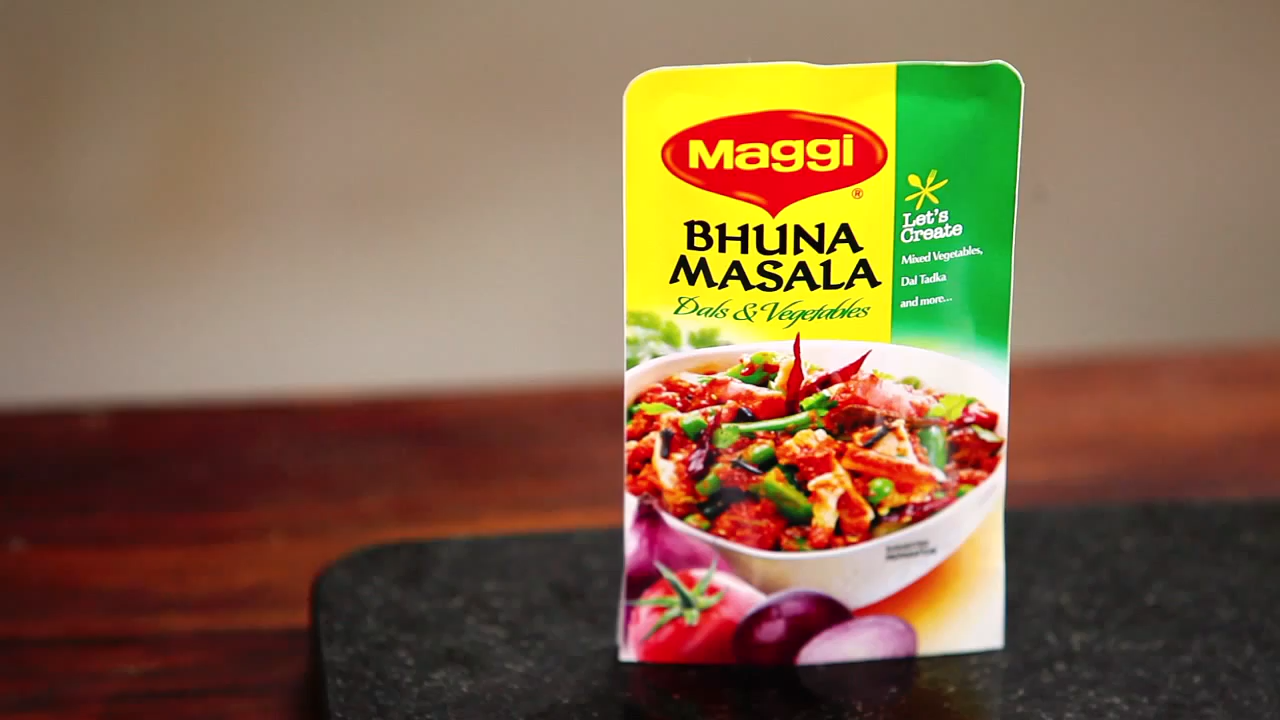 Maggi
®
BHUNA
MASALA
Dals & Vegetables
Let's
Create
Mixed Vegetables,
Dal Tadka
and more...